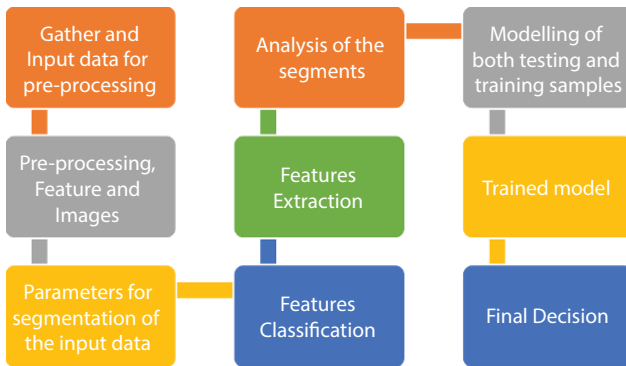 Gather and
Input data for
pre-processing
Pre-processing,
Feature and
Images
Parameters for
segmentation of
the input data
Features
Classification
Features
Extraction
Analysis of the
segments
Modelling of
both testing and
training samples
Trained model
Final Decision